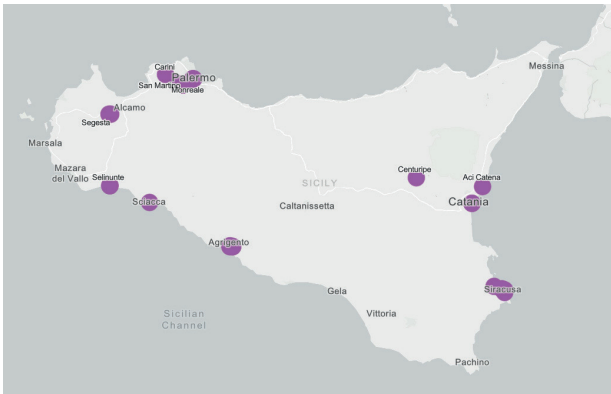 Messina
Carini
Palermo
San Martino
Monreale
Alcamo
Segesta
Marsala
Mazara
del Vallo
Selinunte
Centuripe
Aci Catena
SICILY
Sciacca
Caltanissetta
Catania
Agrigento
Gela
Siracusa
Sicilian
Channel
Vittoria
Pachino